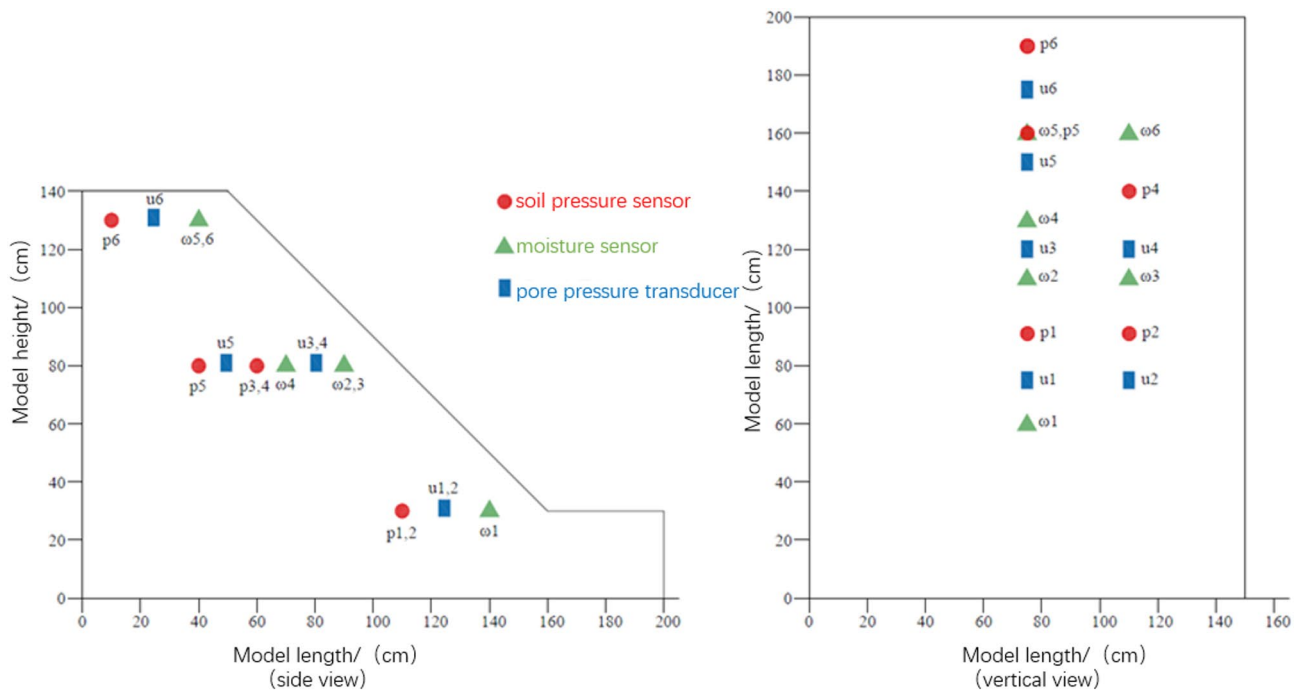 140
120
100
80
60
40
20
0
Model height/ (cm)
u6
p6
ω5,6
u5
u3,4
p5
p3,4
ω4
ω2,3
u1,2
p1,2
ω1
0
20
40
60
80
100
120
140
160
180
200
Model length/ (cm)
(side view)
soil pressure sensor
moisture sensor
pore pressure transducer
200
180
160
140
120
100
80
60
40
20
0
Model length/ (cm)
p6
u6
ω5,p5
ω6
u5
p4
ω4
u3
u4
ω2
ω3
p1
p2
u1
u2
ω1
0
20
40
60
80
100
120
140
160
Model length/ (cm)
(vertical view)